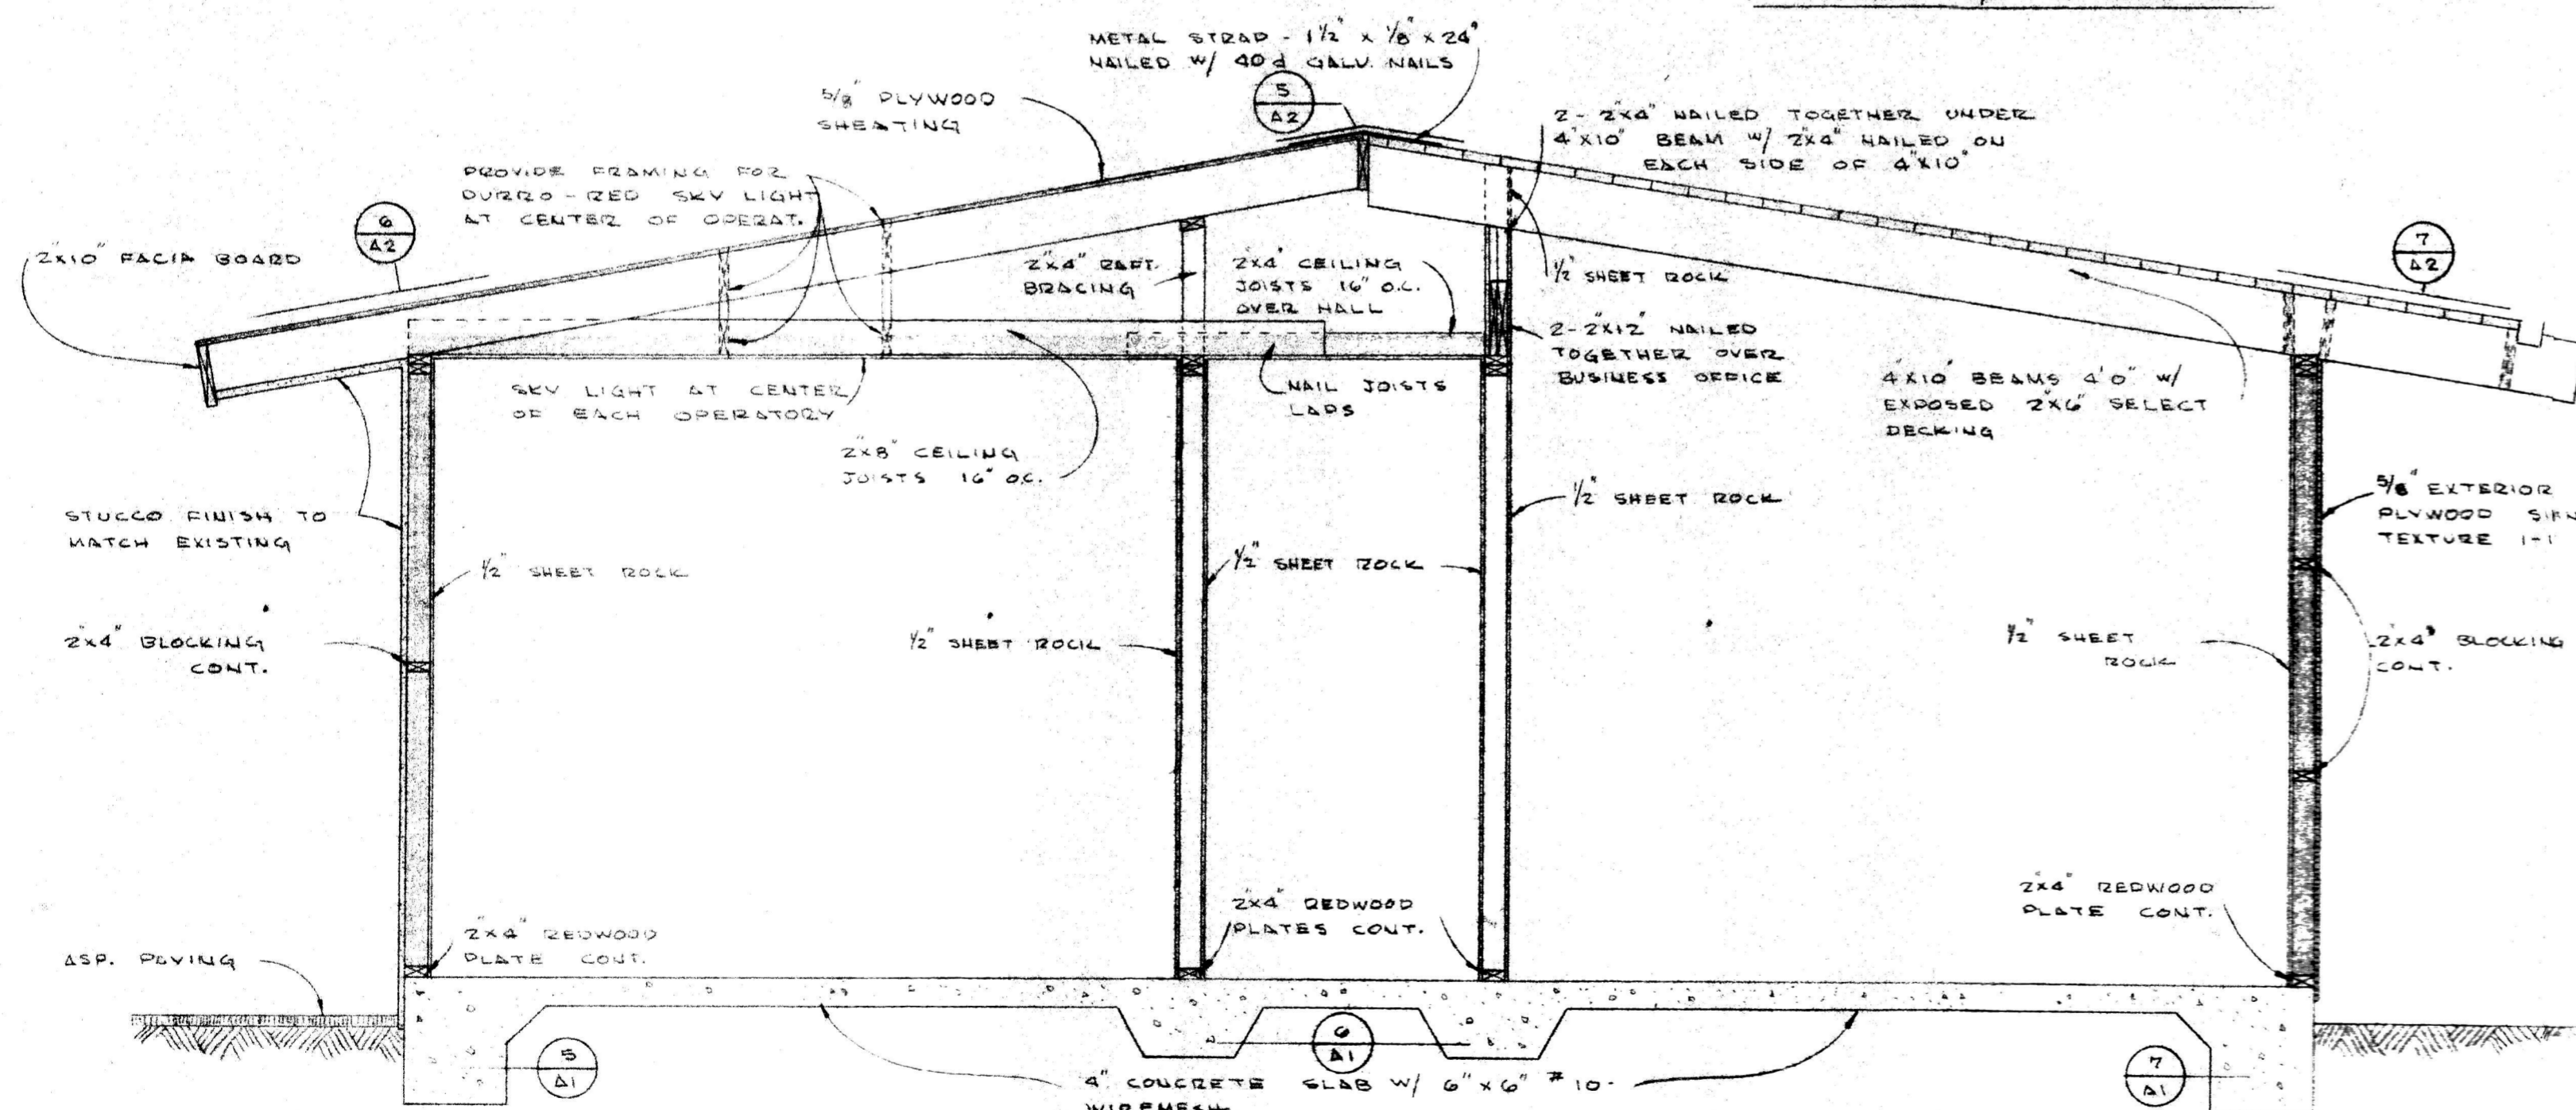 METAL STRAP - 1½" x ⅛" x 24"
NAILED W/ 40d GALV. NAILS
5/8" PLYWOOD
SHEATING
5
A2
2- 2"x4" NAILED TOGETHER UNDER
4"x10" BEAM W/ 2"x4" NAILED ON
EACH SIDE OF 4"x10"
PROVIDE FRAMING FOR
DURRO-RED SKY LIGHT
AT CENTER OF OPERAT.
6
A2
2"x10" FACIA BOARD
7
A2
2"x4" RAFT.
BRACING
2"x4" CEILING
JOISTS 16" O.C.
OVER HALL
½" SHEET ROCK
2- 2"x12" NAILED
TOGETHER OVER
BUSINESS OFFICE
SKY LIGHT AT CENTER
OF EACH OPERATORY
NAIL JOISTS
LAPS
4"x10" BEAMS 4'0" W/
EXPOSED 2"x6" SELECT
DECKING
2"x8" CEILING
JOISTS 16" O.C.
STUCCO FINISH TO
MATCH EXISTING
½" SHEET ROCK
5/8" EXTERIOR
PLYWOOD
TEXTURE 1-1
½" SHEET ROCK
½" SHEET ROCK
2"x4" BLOCKING
CONT.
½" SHEET ROCK
½" SHEET
ROCK
2"x4" BLOCKING
CONT.
2"x4" REDWOOD
PLATE CONT.
2"x4" REDWOOD
PLATES CONT.
2"x4" REDWOOD
PLATE CONT.
ASP. PAVING
5
A1
6
A1
7
A1
4" CONCRETE SLAB W/ 6"x6" #10-
WIREMESH